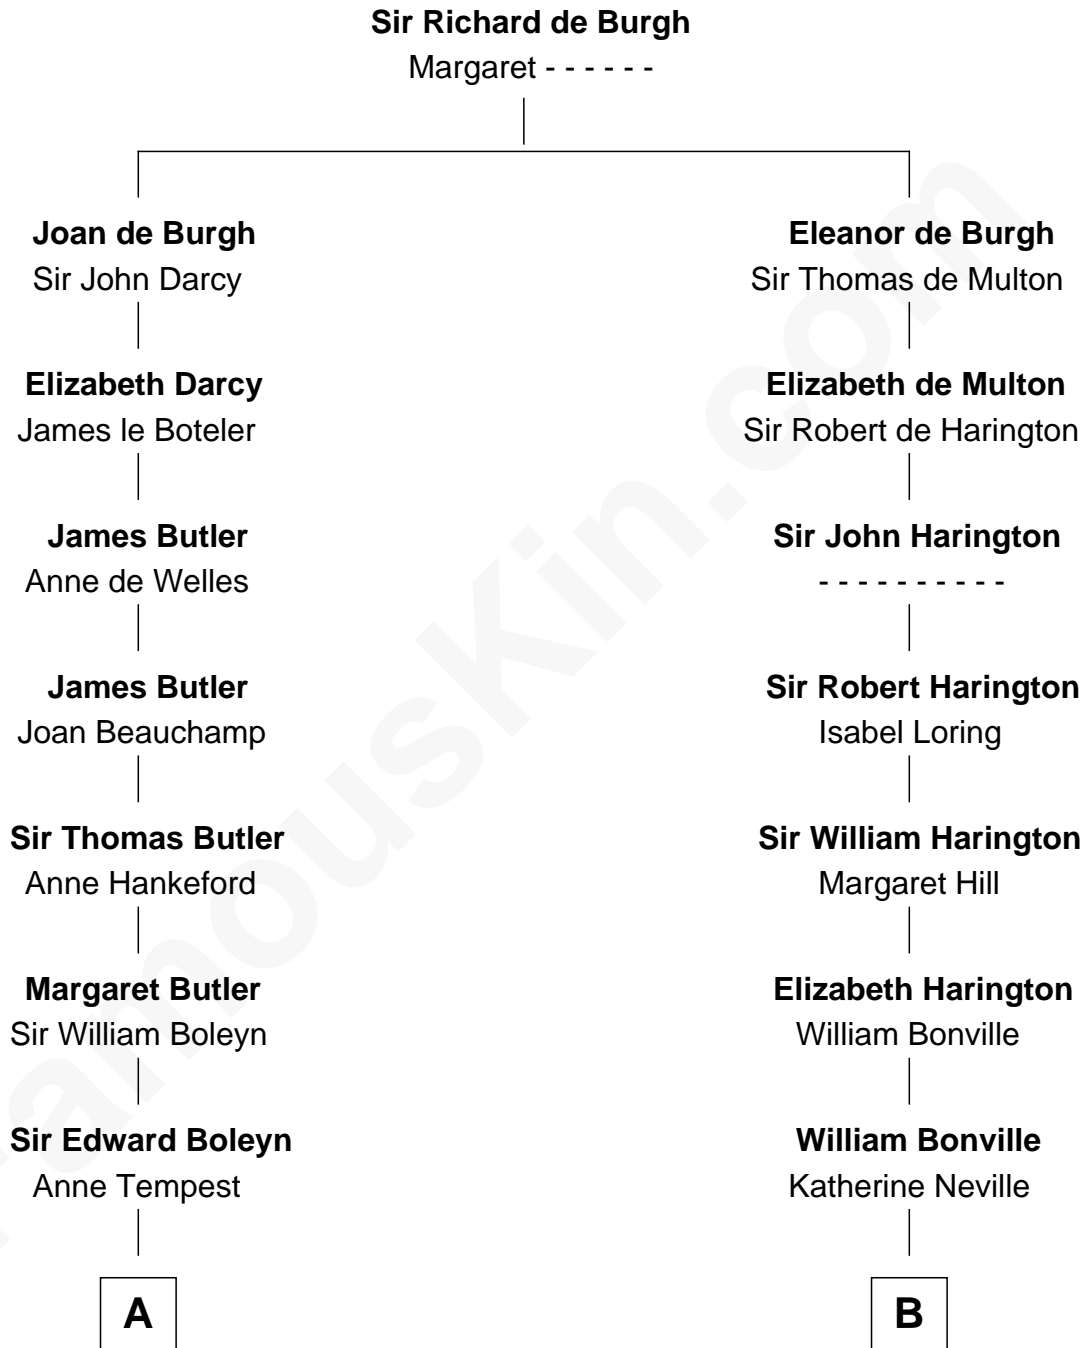 Sir Richard de Burgh
Margaret - - - - - -
Joan de Burgh
Sir John Darcy
Eleanor de Burgh
Sir Thomas de Multon
Elizabeth Darcy
James le Boteler
Elizabeth de Multon
Sir Robert de Harington
James Butler
Anne de Welles
Sir John Harington
- - - - - - - - - -
James Butler
Joan Beauchamp
Sir Robert Harington
Isabel Loring
Sir Thomas Butler
Anne Hankeford
Sir William Harington
Margaret Hill
Margaret Butler
Sir William Boleyn
Elizabeth Harington
William Bonville
Sir Edward Boleyn
Anne Tempest
William Bonville
Katherine Neville
A
B
FamousKin.com